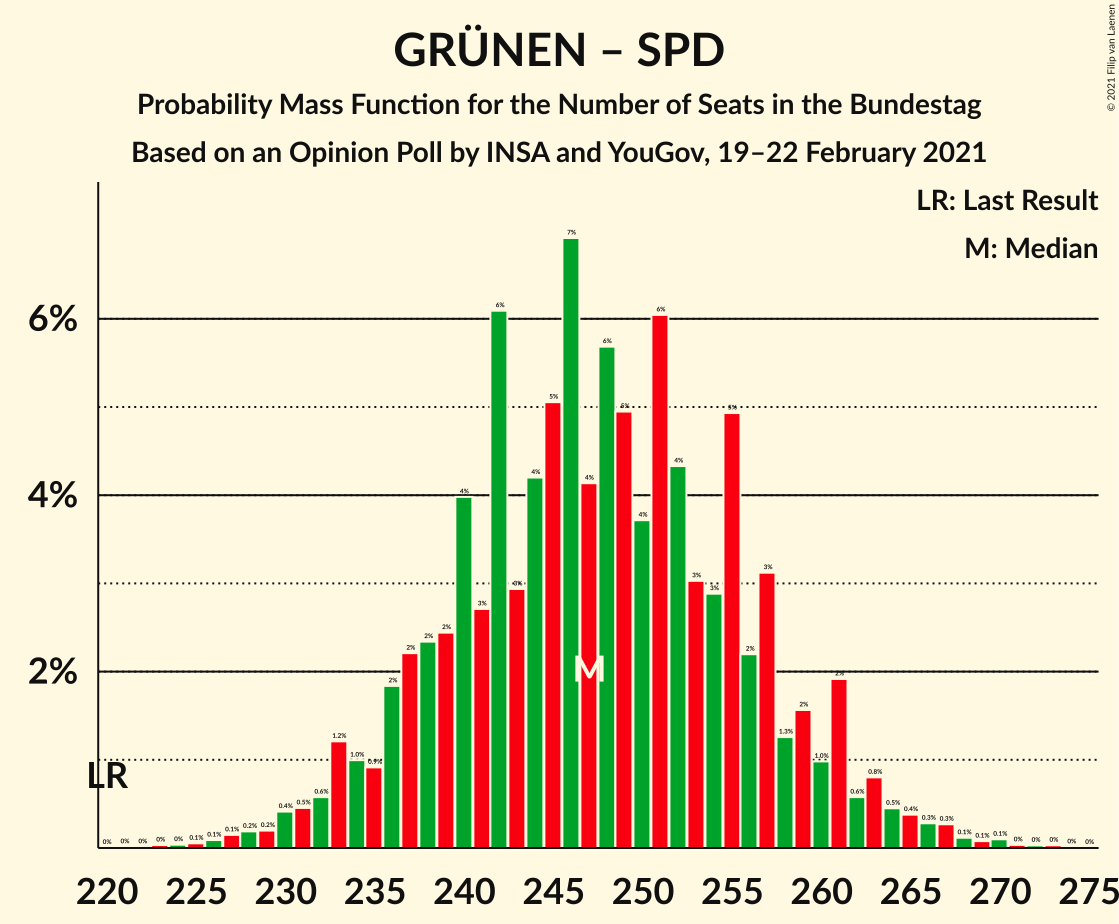 GRÜNEN – SPD
Probability Mass Function for the Number of Seats in the Bundestag
Based on an Opinion Poll by INSA and YouGov, 19–22 February 2021
© 2021 Filip van Laenen
LR: Last Result
M: Median
6%
4%
2%
LR
M
0% 0% 0% 0% 0% 0.1% 0.1% 0.1% 0.2% 0.2% 0.4% 0.5% 0.6% 1.2% 1.0% 0.9% 2% 2% 2% 2% 4% 3% 6% 3% 4% 5% 7% 4% 6% 5% 4% 6% 4% 3% 3% 5% 2% 3% 1.3% 2% 1.0% 2% 0.6% 0.8% 0.5% 0.4% 0.3% 0.3% 0.1% 0.1% 0.1% 0% 0% 0% 0% 0%
220 225 230 235 240 245 250 255 260 265 270 275